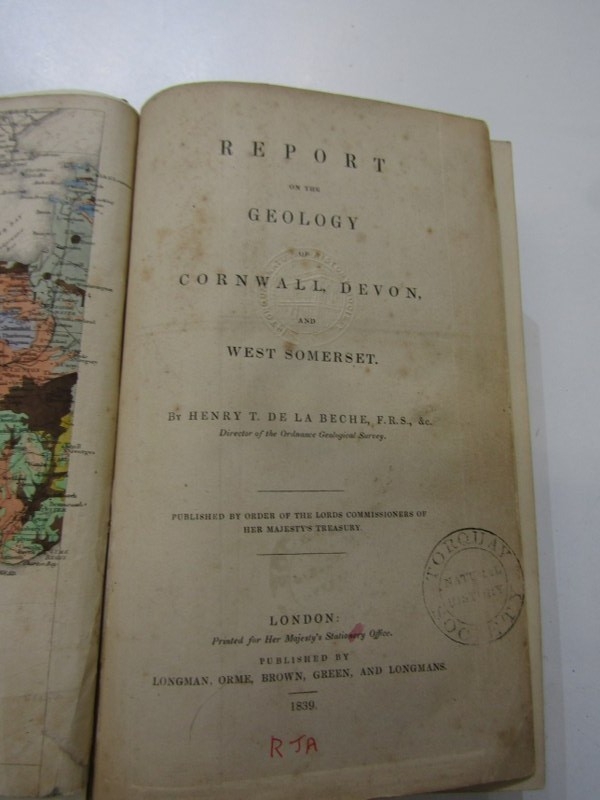 REPORT
ON THE
GEOLOGY
OF
CORNWALL, DEVON,
AND
WEST SOMERSET.
BY HENRY T. DE LA BECHE, F.R.S., &c.
Director of the Ordnance Geological Survey.
PUBLISHED BY ORDER OF THE LORDS COMMISSIONERS OF
HER MAJESTY'S TREASURY.
TORQUAY
NATURAL
HISTORY
LONDON:
Printed for Her Majesty's Stationery Office.
PUBLISHED BY
LONGMAN, ORME, BROWN, GREEN, AND LONGMANS.
1839.
RJA